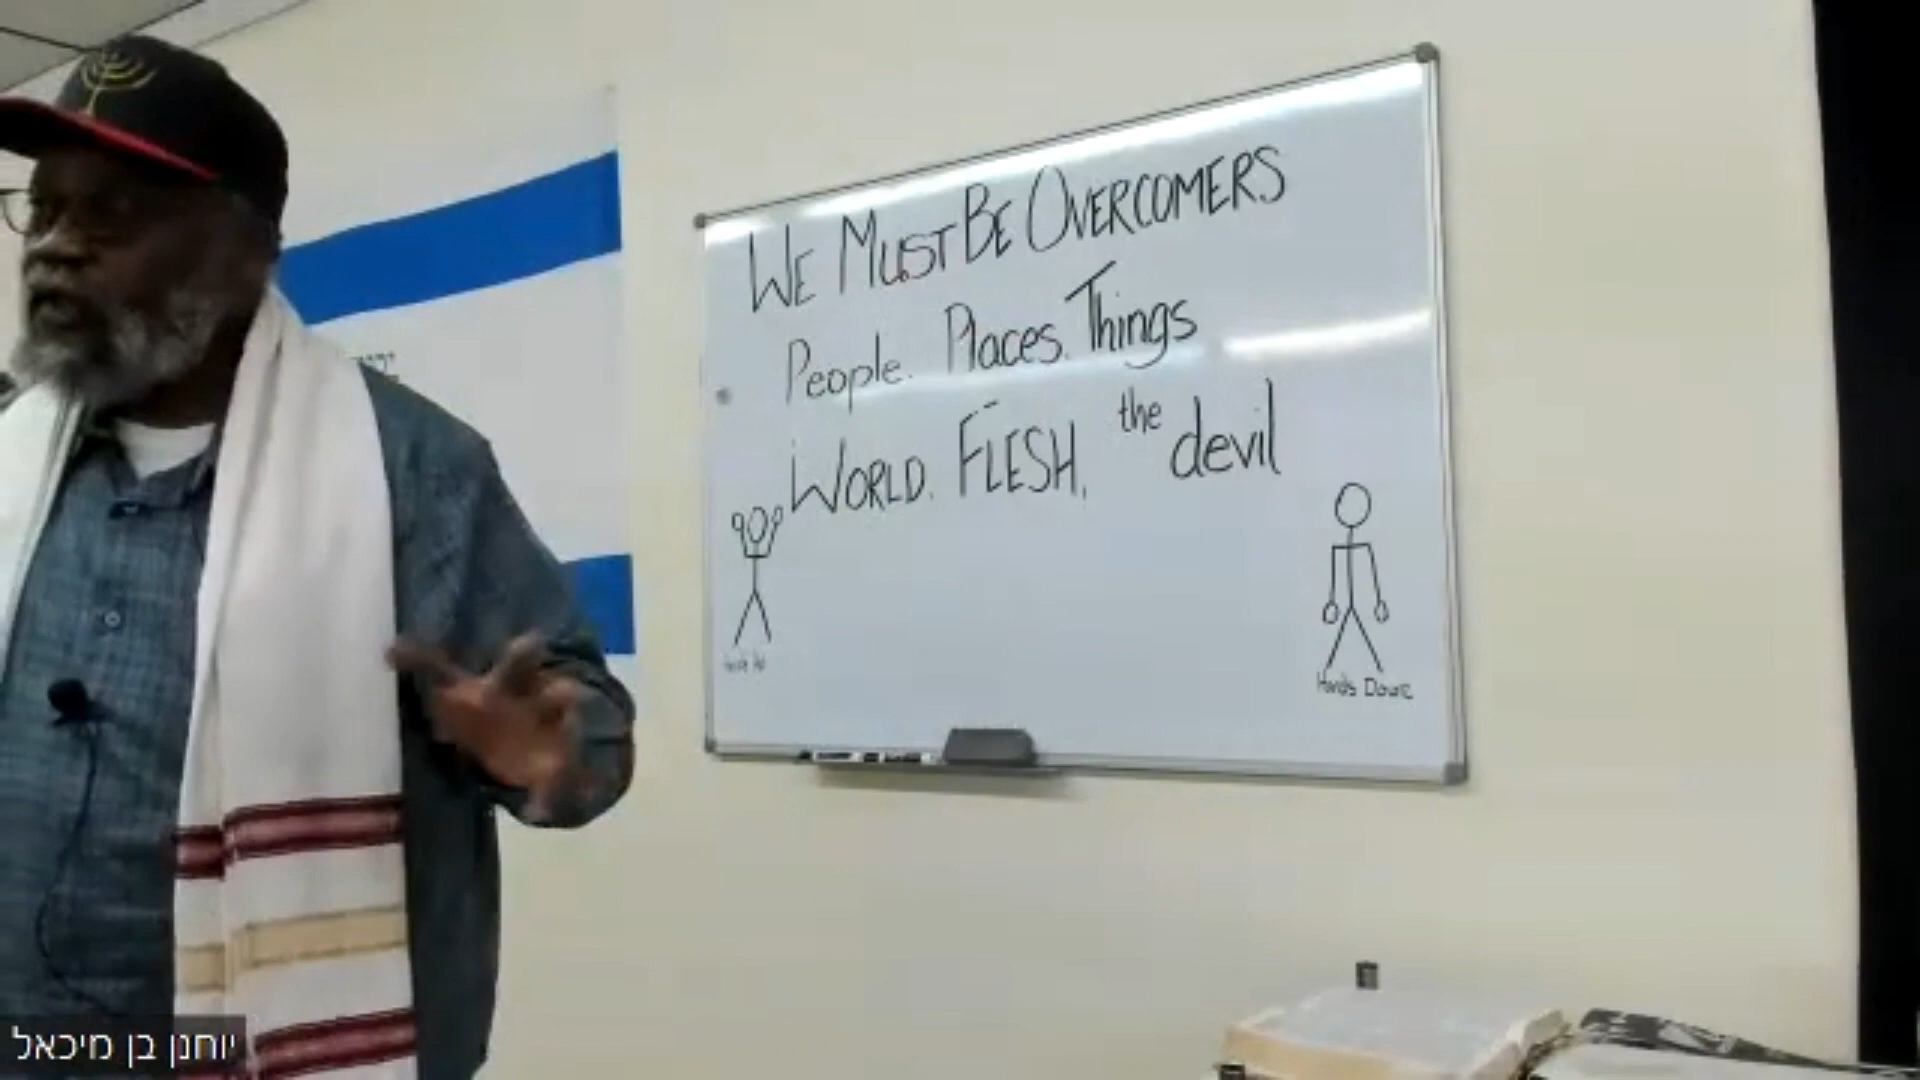 WE MUST BE OVERCOMERS
People. Places. Things
WORLD. FLESH, the devil
Hands Down
יוחנן בן מיכאל